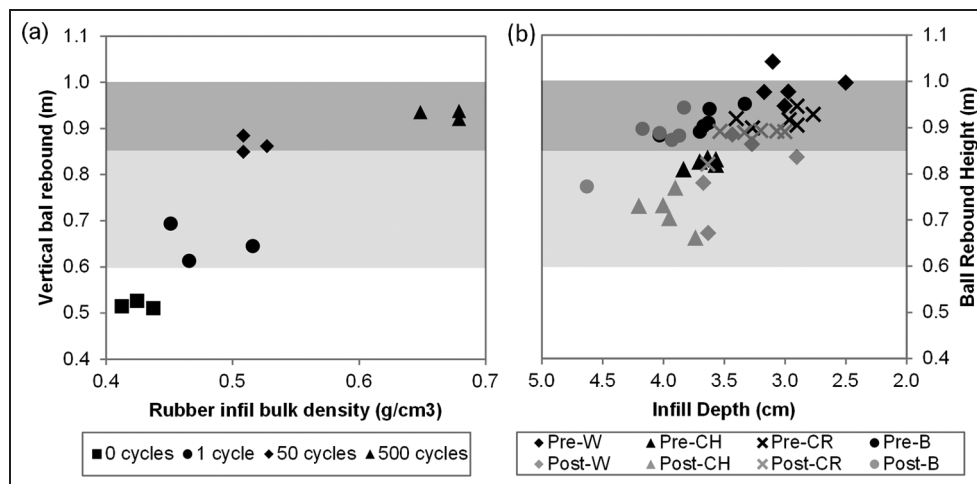 (a)
1.1
1.0
0.9
0.8
0.7
0.6
0.5
0.4
Vertical bal rebound (m)
0.4 0.5 0.6 0.7
Rubber infil bulk density (g/cm3)
0 cycles 1 cycle 50 cycles 500 cycles
(b)
1.1
1.0
0.9
0.8
0.7
0.6
0.5
0.4
Ball Rebound Height (m)
5.0 4.5 4.0 3.5 3.0 2.5 2.0
Infill Depth (cm)
Pre-W Pre-CH Pre-CR Pre-B
Post-W Post-CH Post-CR Post-B